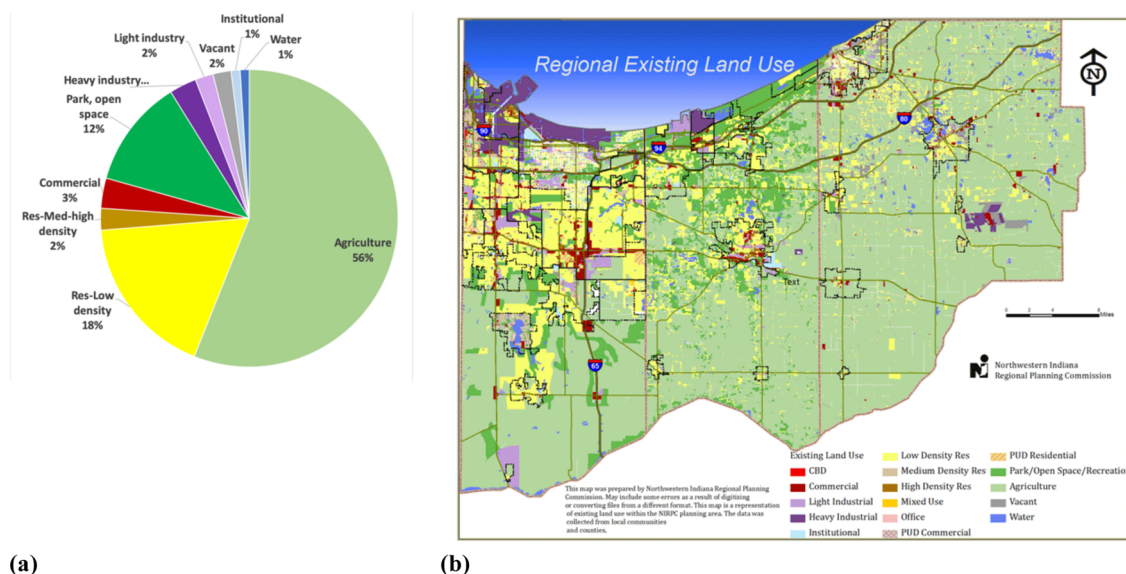 Institutional
1%
Light industry
2%
Vacant
2%
Water
1%
Heavy industry...
Park, open
space
12%
Commercial
3%
Res-Med-high
density
2%
Agriculture
56%
Res-Low
density
18%
(a)
Regional Existing Land Use
N
90
94
80
65
Text
Miles
Northwestern Indiana
Regional Planning Commission
This map was prepared by Northwestern Indiana Regional Planning
Commission. May include some errors as a result of digitizing
or converting files from a different format. This map is a representation
of existing land use within the NIRPC planning area. The data was
collected from local communities
and counties.
Existing Land Use
CBD
Commercial
Light Industrial
Heavy Industrial
Institutional
Low Density Res
Medium Density Res
High Density Res
Mixed Use
Office
PUD Commercial
PUD Residential
Park/Open Space/Recreatio
Agriculture
Vacant
Water
(b)